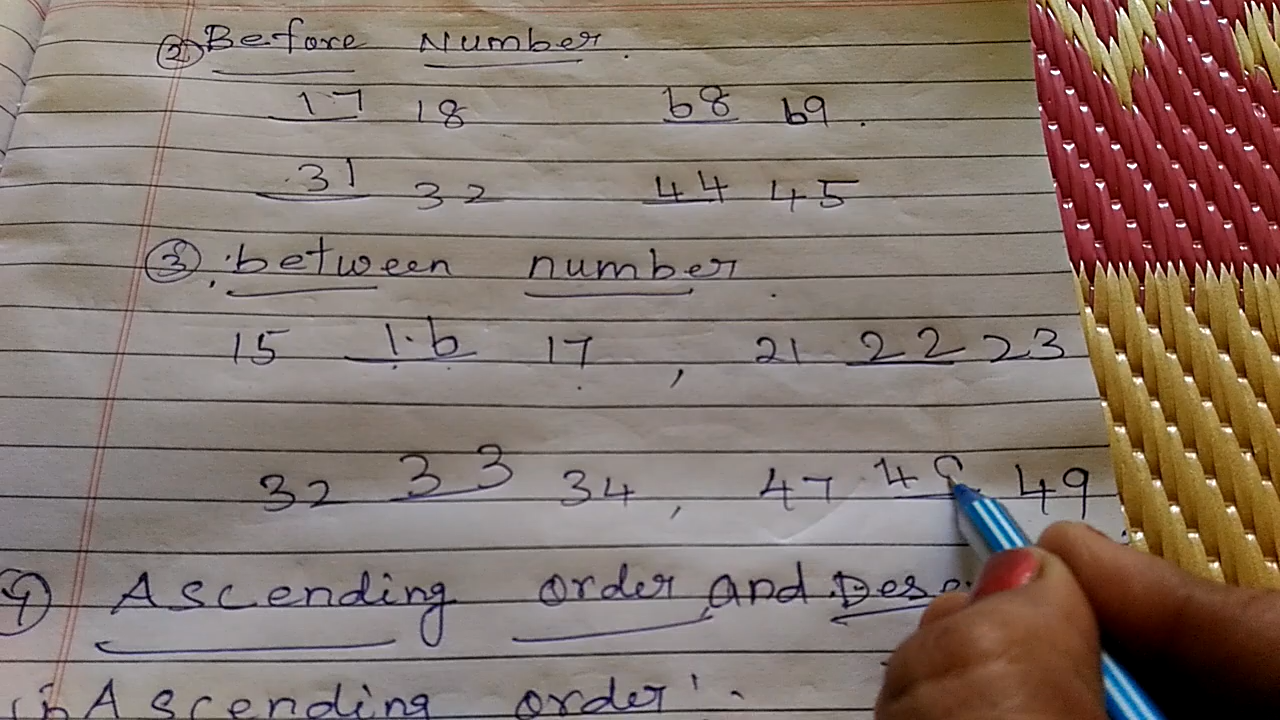 ② Before Number.
17 18 68 69.
31 32 44 45
③ between number.
15 16 17, 21 22 23
32 33 34, 47 48 49
④ Ascending order and
Ascending order.